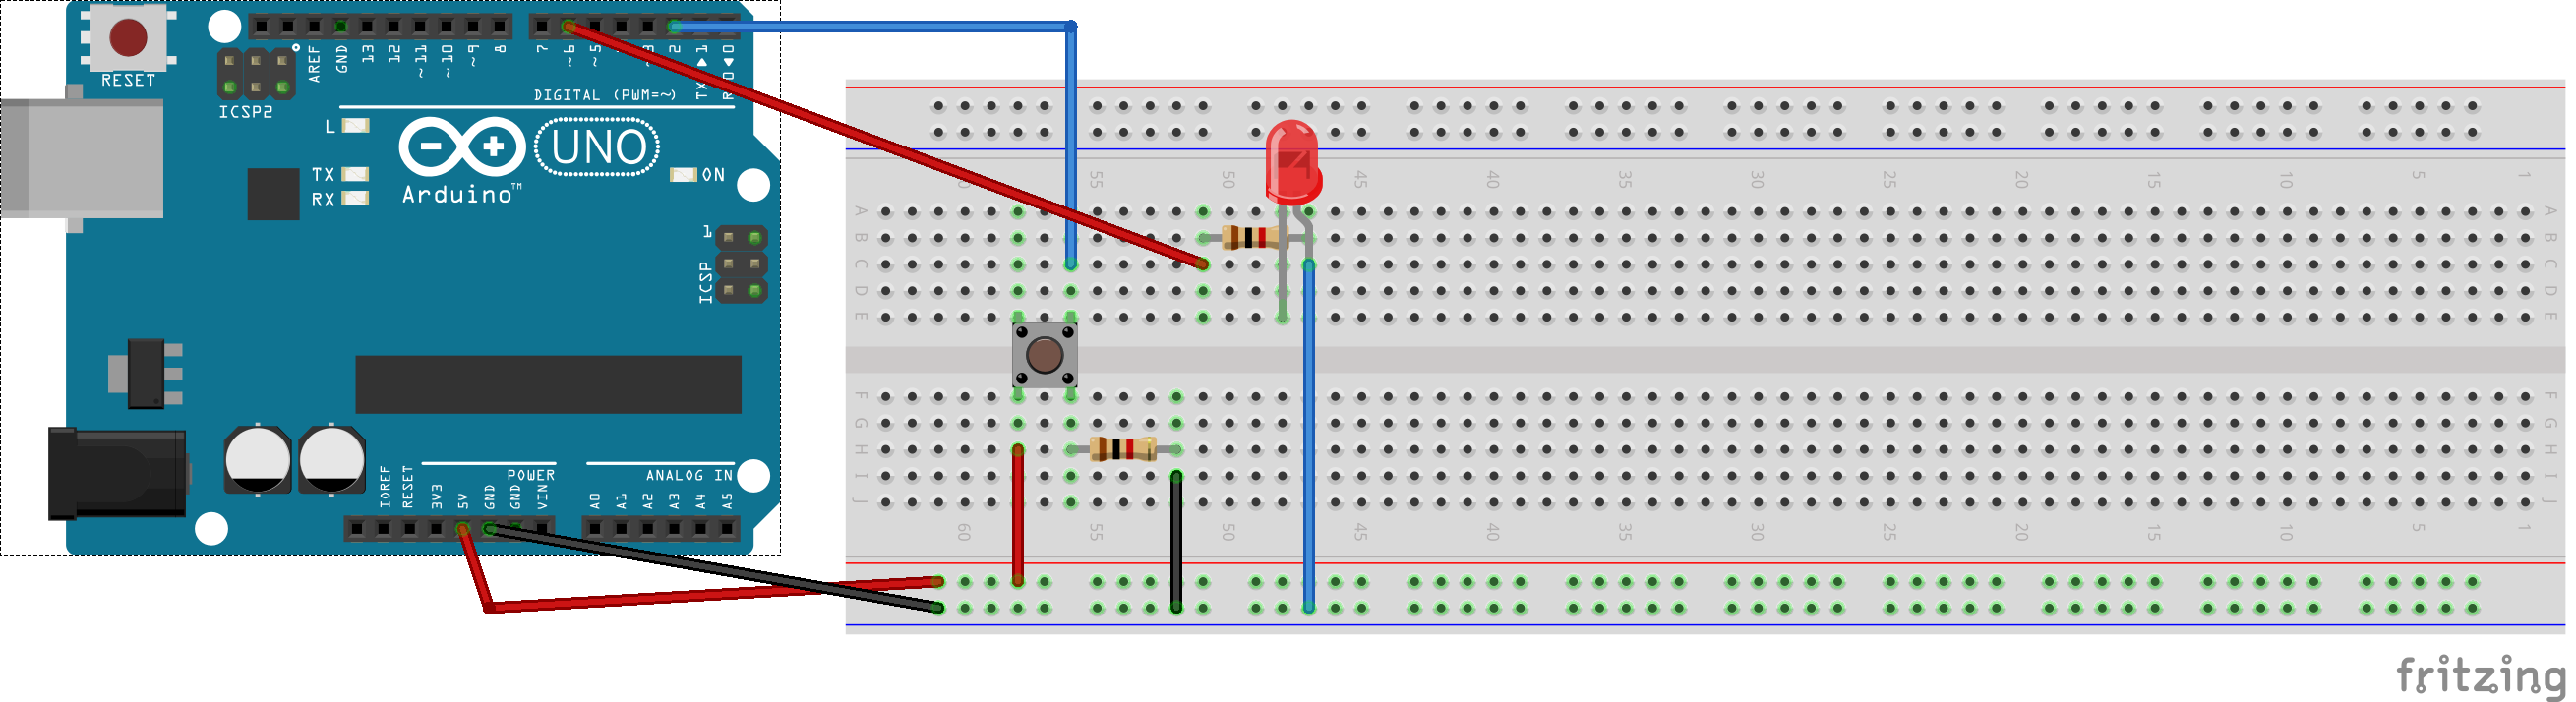 RESET
ICSP2
AREF
GND
13
12
~11
~10
~9
8
7
~6
~5
~3
2
TX▶1
RX◀0
DIGITAL (PWM=~)
L
TX
RX
UNO
Arduino™
ON
1
ICSP
IOREF
RESET
3V3
5V
GND
GND
VIN
POWER
A0
A1
A2
A3
A4
A5
ANALOG IN
60 55 50 45 40 35 30 25 20 15 10 5 1
A A
B B
C C
D D
E E
F F
G G
H H
I I
J J
60 55 50 45 40 35 30 25 20 15 10 5 1
fritzing